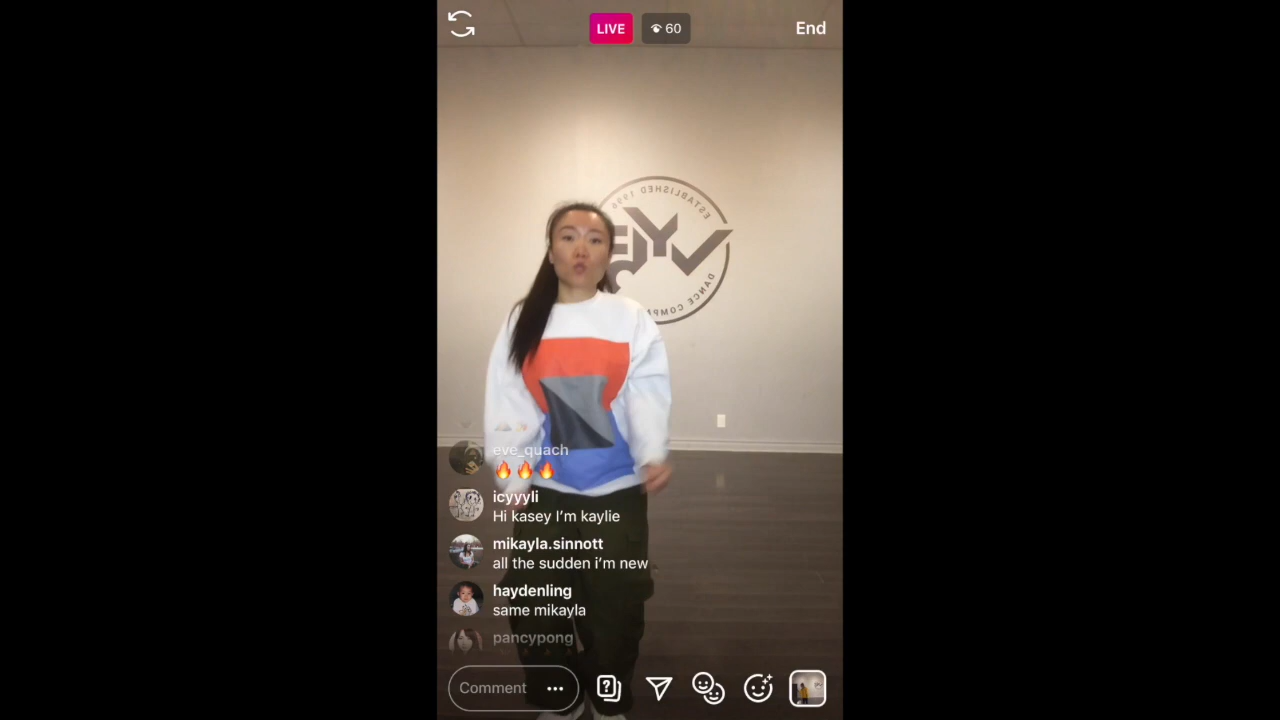 LIVE
60
End
ESTABLISHED 1996
DANCE
eve_quach
🔥 🔥 🔥
icyyyli
Hi kasey I'm kaylie
mikayla.sinnott
all the sudden i'm new
haydenling
same mikayla
pancypong
Comment